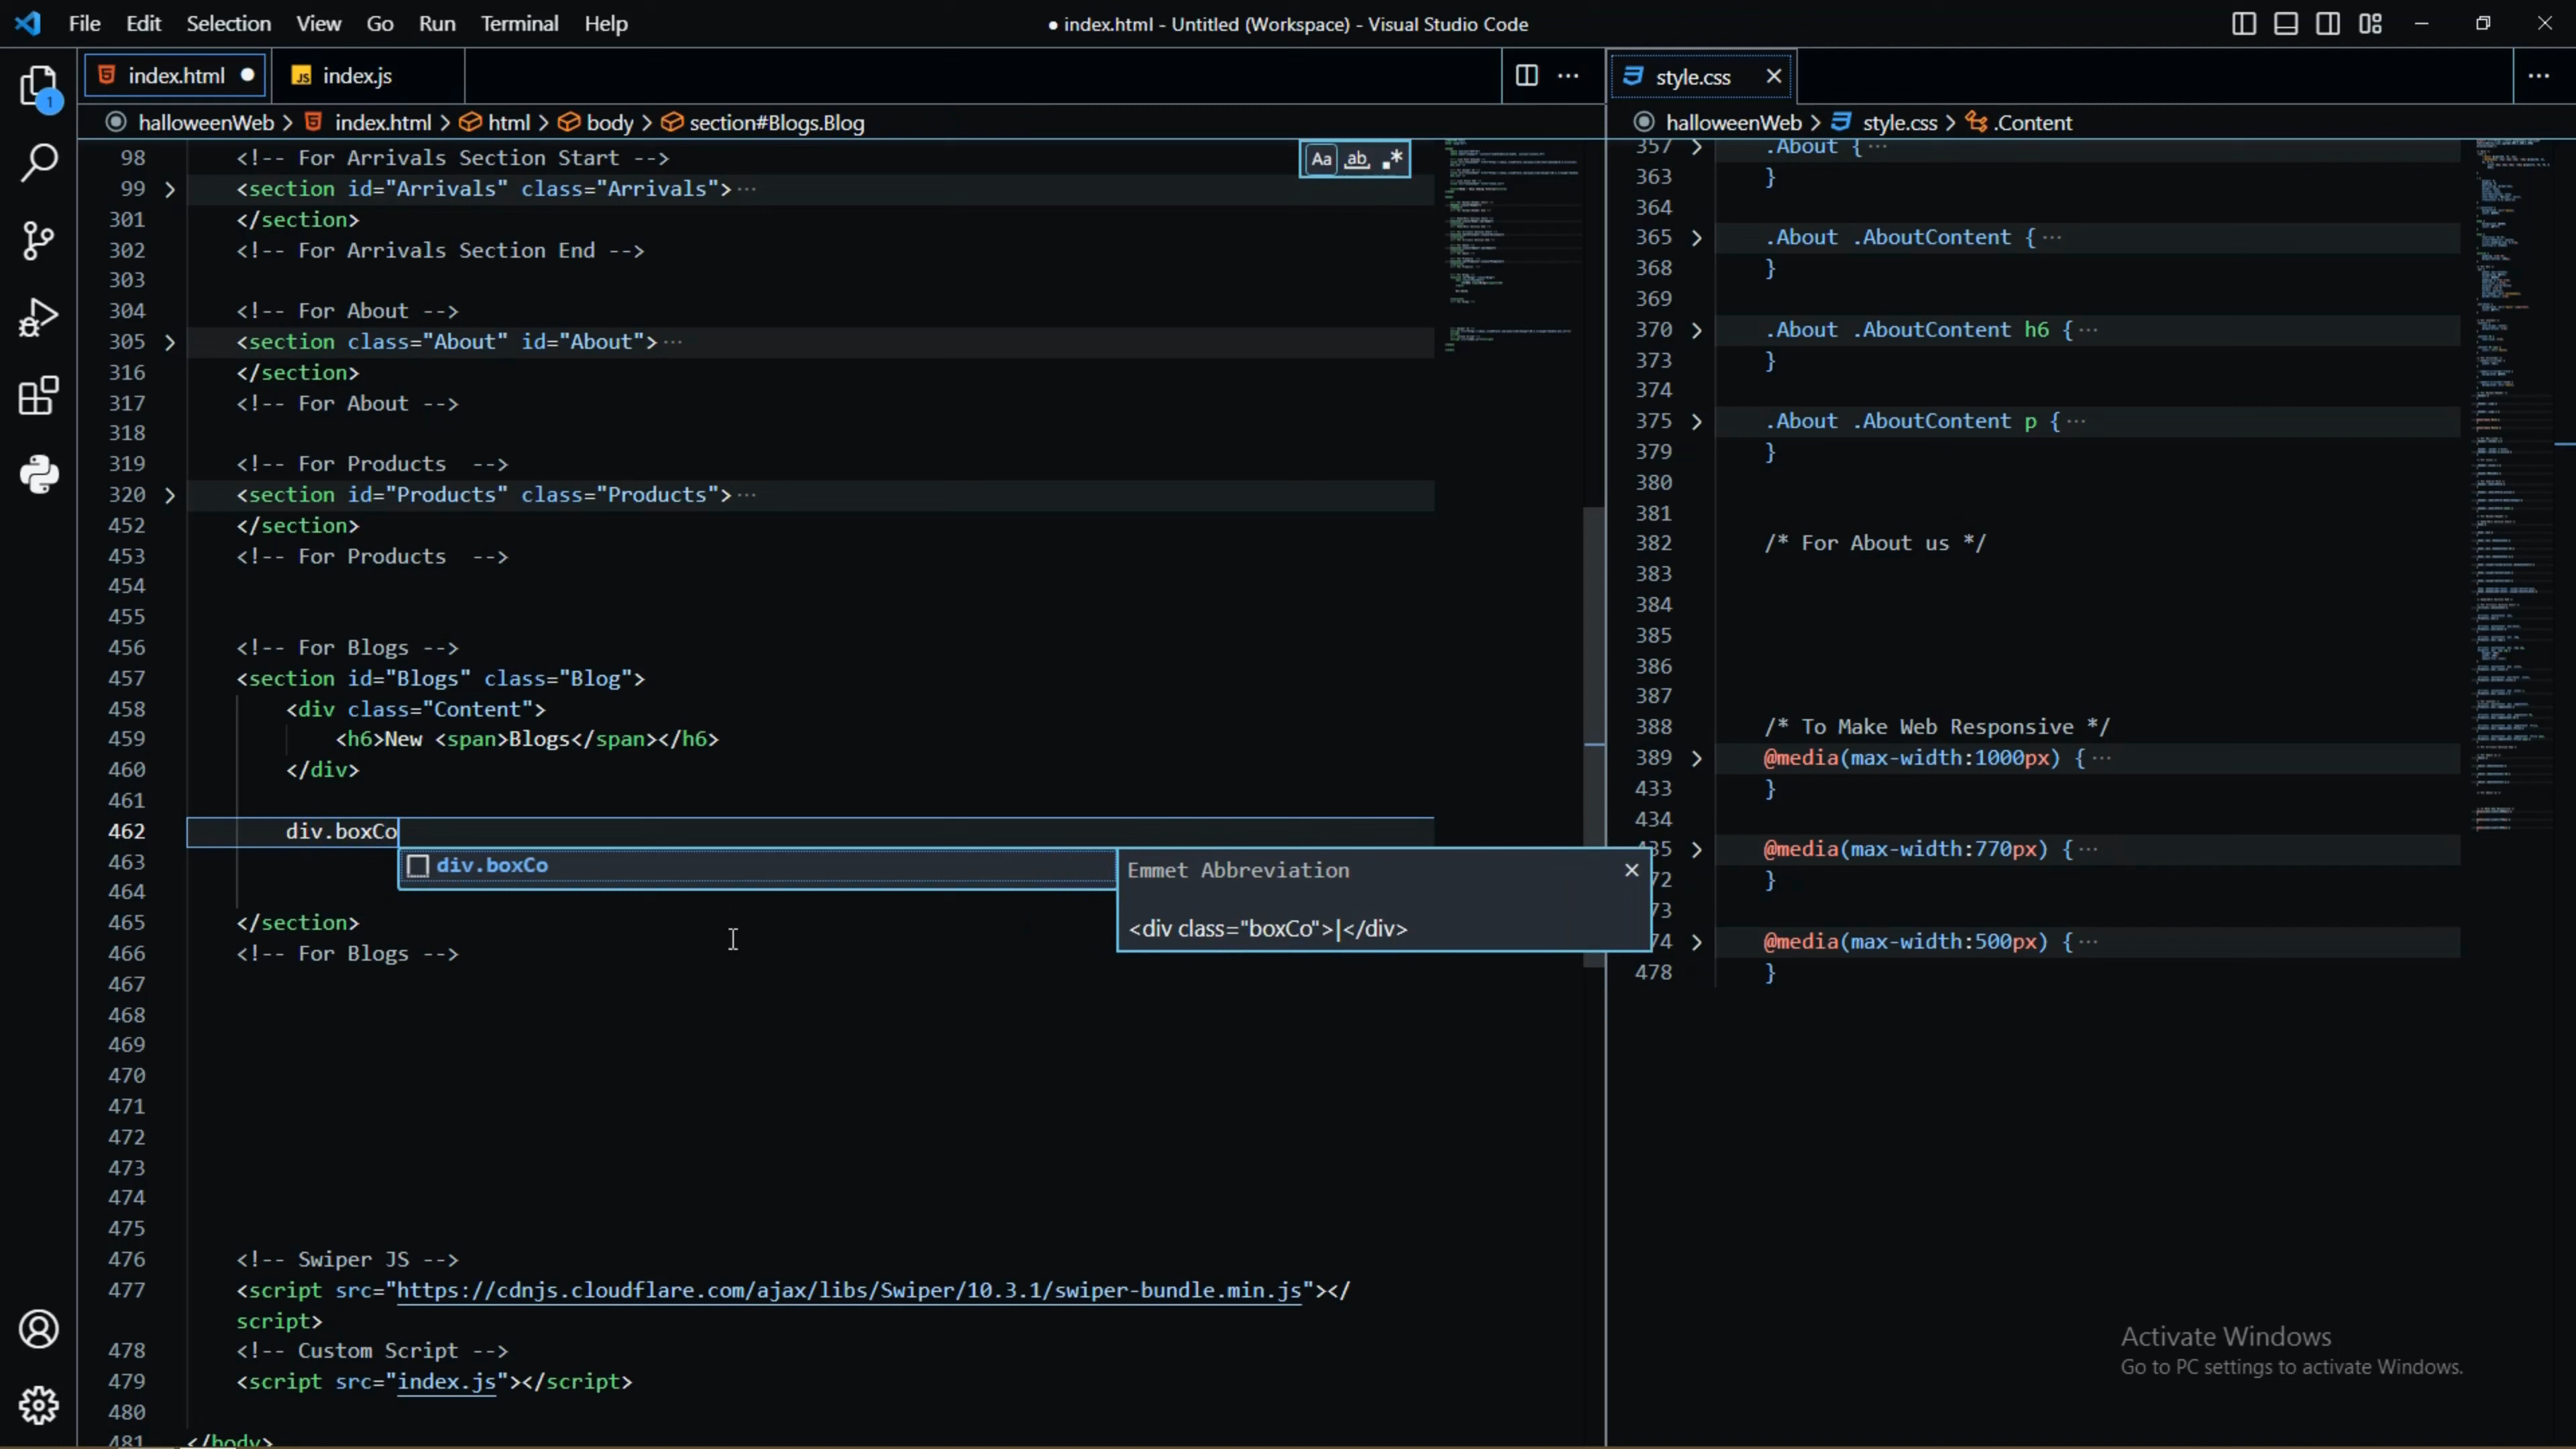 File Edit Selection View Go Run Terminal Help
● index.html - Untitled (Workspace) - Visual Studio Code
index.html ●
JS index.js
halloweenWeb > index.html > html > body > section#Blogs.Blog
Aa ab .*
98 <!-- For Arrivals Section Start -->
99 <section id="Arrivals" class="Arrivals">···
301 </section>
302 <!-- For Arrivals Section End -->
303
304 <!-- For About -->
305 <section class="About" id="About">···
316 </section>
317 <!-- For About -->
318
319 <!-- For Products  -->
320 <section id="Products" class="Products">···
452 </section>
453 <!-- For Products  -->
454
455
456 <!-- For Blogs -->
457 <section id="Blogs" class="Blog">
458 <div class="Content">
459 <h6>New <span>Blogs</span></h6>
460 </div>
461
462 div.boxCo
463
464
465 </section>
466 <!-- For Blogs -->
467
468
469
470
471
472
473
474
475
476 <!-- Swiper JS -->
477 <script src="https://cdnjs.cloudflare.com/ajax/libs/Swiper/10.3.1/swiper-bundle.min.js"></
script>
478 <!-- Custom Script -->
479 <script src="index.js"></script>
480
481 </body>
div.boxCo
Emmet Abbreviation
<div class="boxCo">|</div>
1
style.css
halloweenWeb > style.css > .Content
357 .About {···
363 }
364
365 .About .AboutContent {···
368 }
369
370 .About .AboutContent h6 {···
373 }
374
375 .About .AboutContent p {···
379 }
380
381
382 /* For About us */
383
384
385
386
387
388 /* To Make Web Responsive */
389 @media(max-width:1000px) {···
433 }
434
35 @media(max-width:770px) {···
72 }
73
74 @media(max-width:500px) {···
478 }
Activate Windows
Go to PC settings to activate Windows.